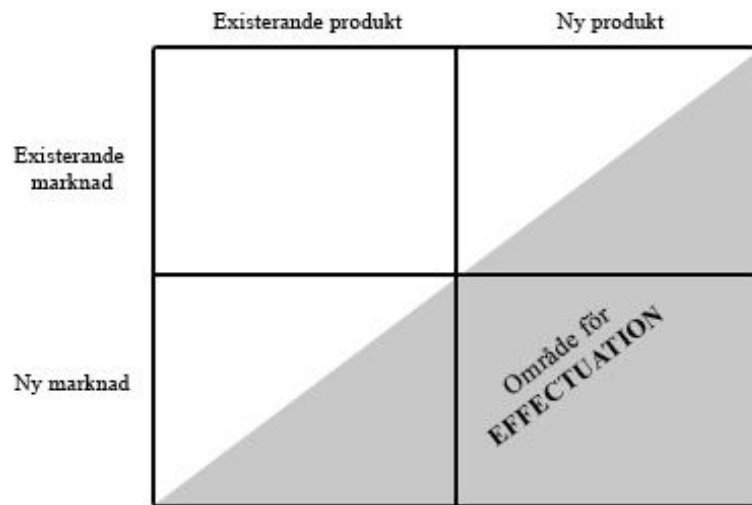 Existerande produkt
Ny produkt
Existerande
marknad
Ny marknad
Område för
EFFECTUATION